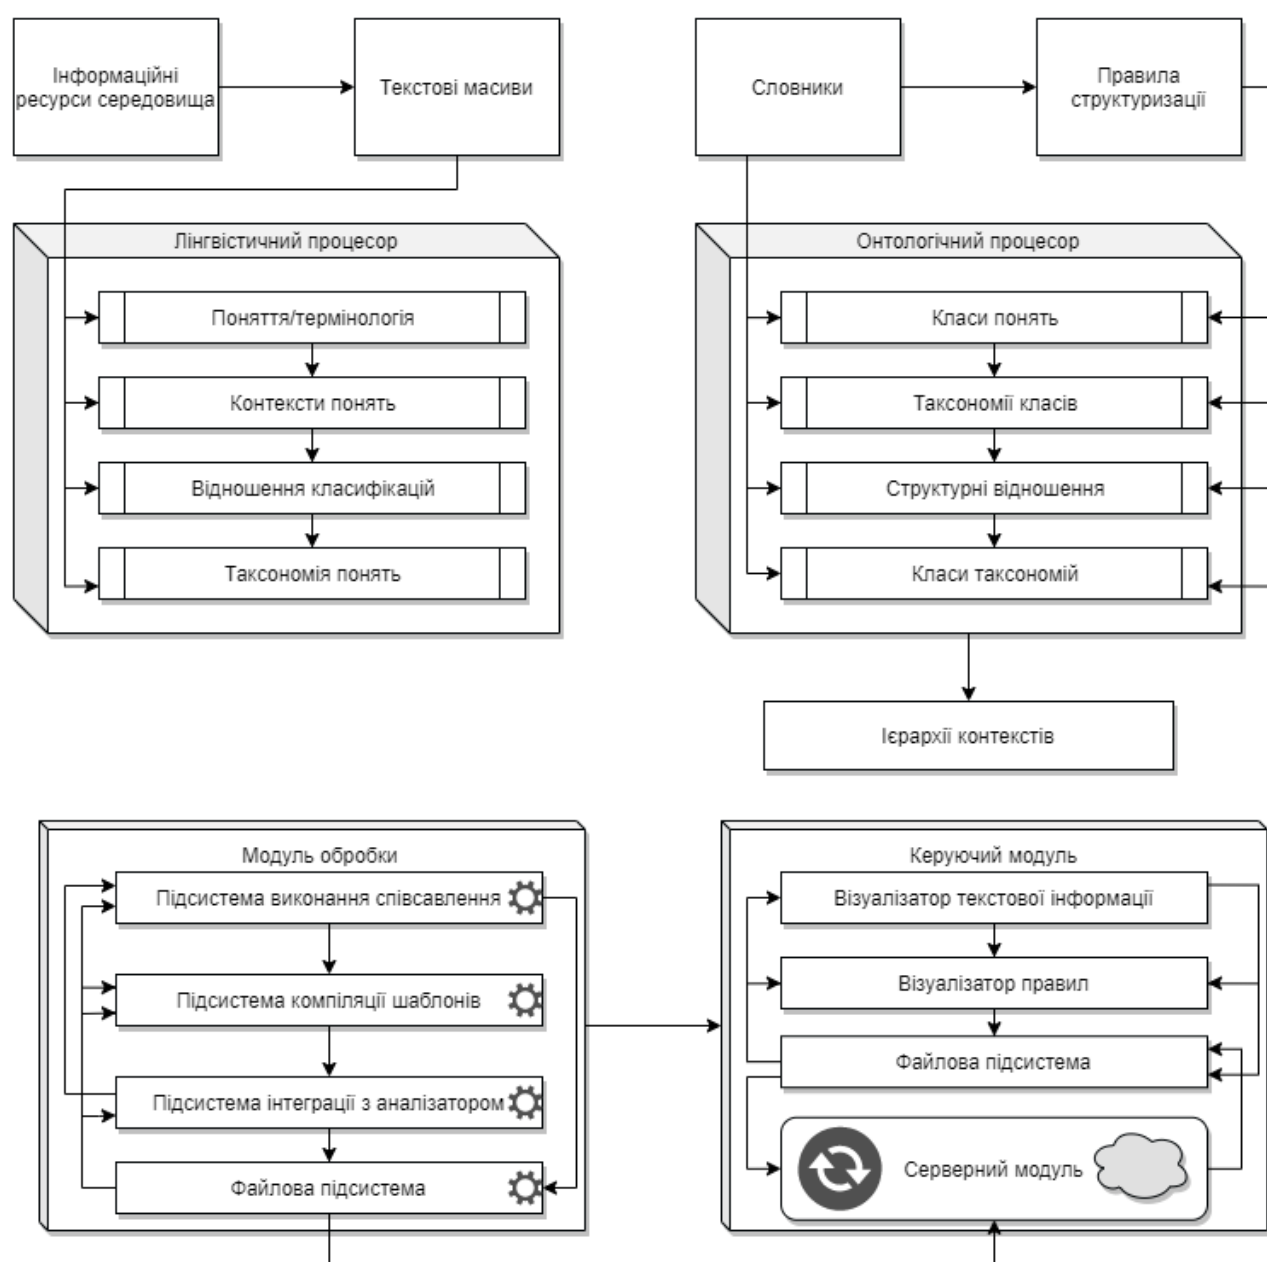 Інформаційні
ресурси середовища
Текстові масиви
Словники
Правила
структуризації
Лінгвістичний процесор
Поняття/термінологія
Контексти понять
Відношення класифікацій
Таксономія понять
Онтологічний процесор
Класи понять
Таксономії класів
Структурні відношення
Класи таксономій
Ієрархії контекстів
Модуль обробки
Підсистема виконання співсавлення
Підсистема компіляції шаблонів
Підсистема інтеграції з аналізатором
Файлова підсистема
Керуючий модуль
Візуалізатор текстової інформації
Візуалізатор правил
Файлова підсистема
Серверний модуль